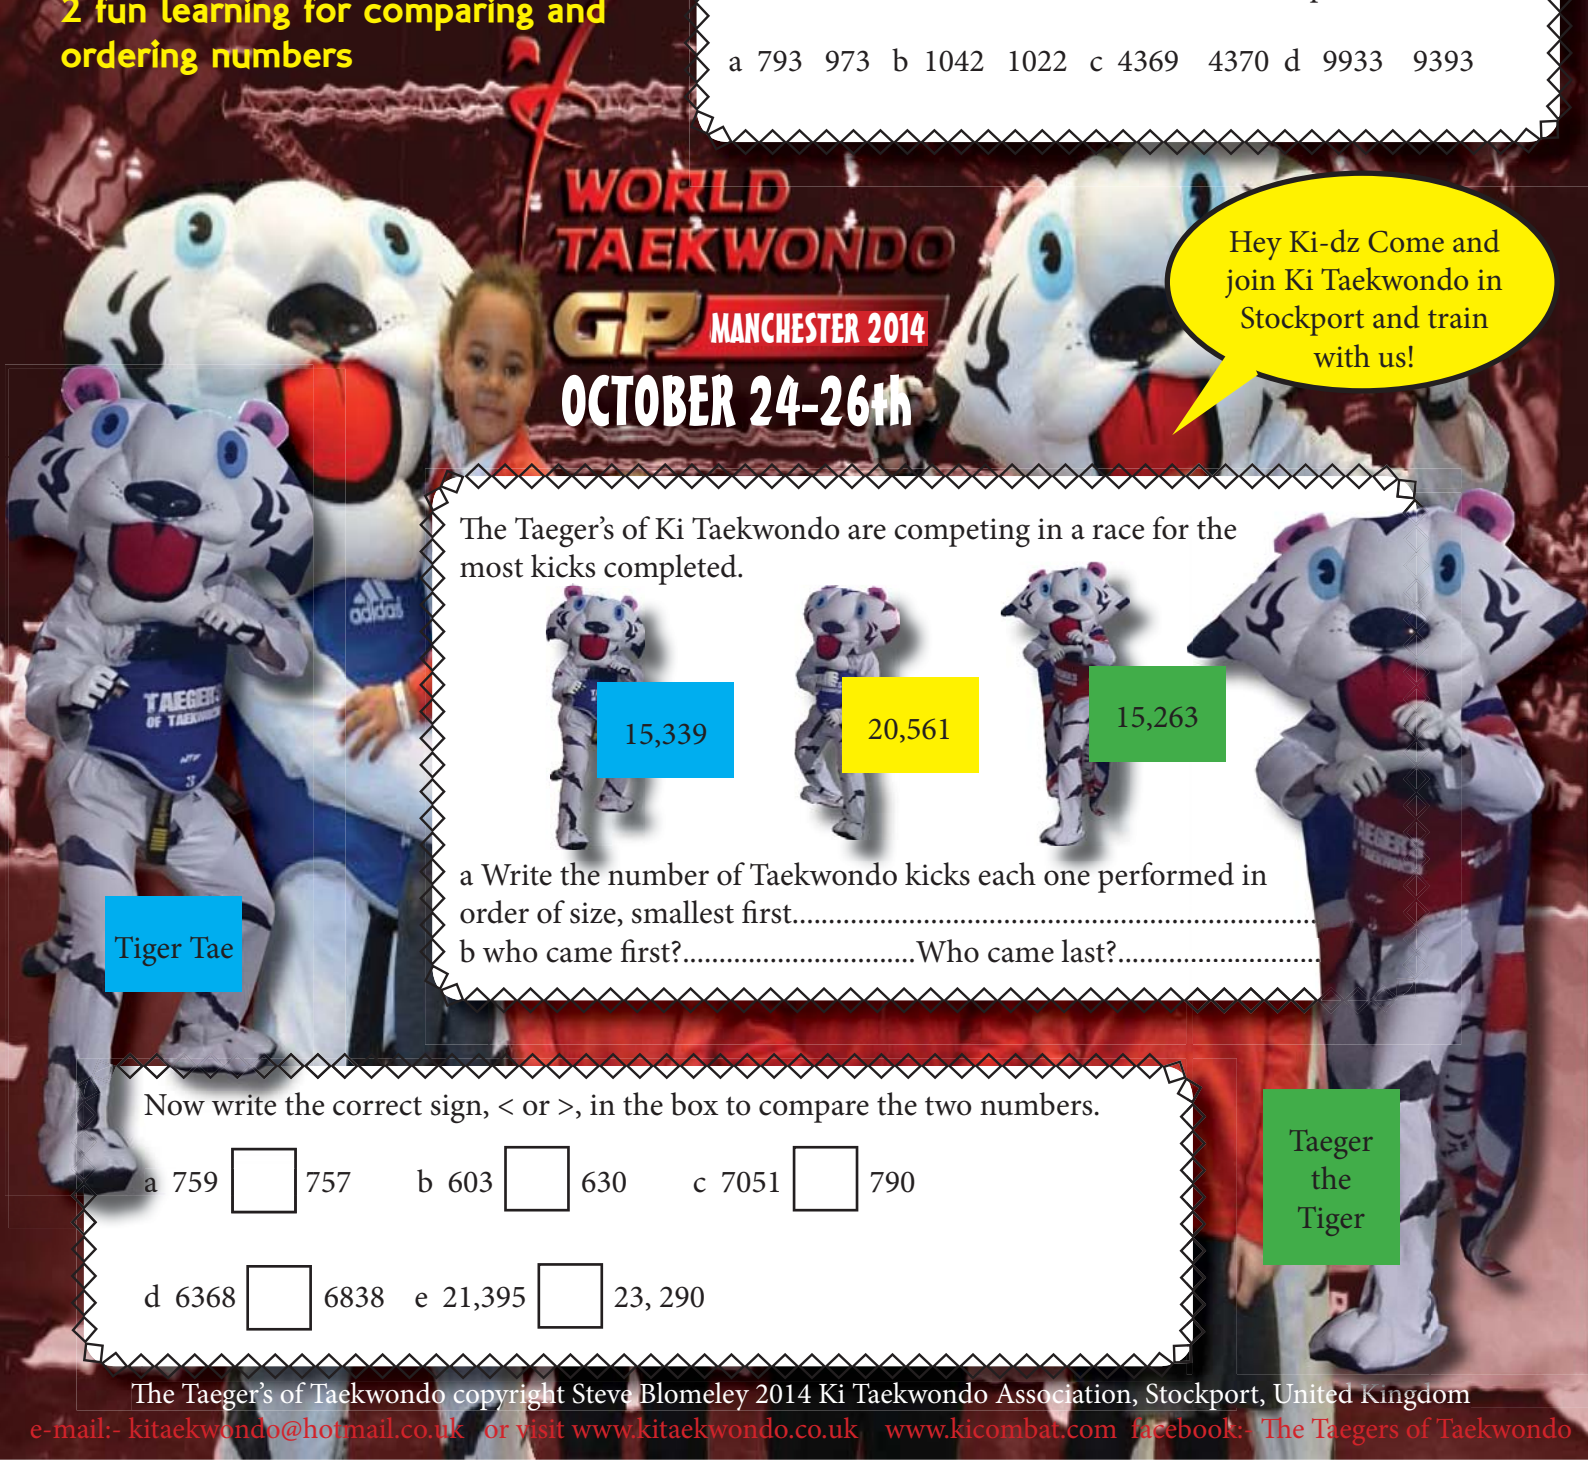 2 fun learning for comparing and
ordering numbers
a 793 973 b 1042 1022 c 4369 4370 d 9933 9393
WORLD
TAEKWONDO
GP MANCHESTER 2014
OCTOBER 24-26th
Hey Ki-dz Come and
join Ki Taekwondo in
Stockport and train
with us!
adidas
TAEGERS
OF TAEKWONDO
3
The Taeger's of Ki Taekwondo are competing in a race for the
most kicks completed.
15,339
20,561
15,263
a Write the number of Taekwondo kicks each one performed in
order of size, smallest first.......................................................................
b who came first?...............................Who came last?...........................
TAEGERS
Tiger Tae
Now write the correct sign, < or >, in the box to compare the two numbers.
a 759 757 b 603 630 c 7051 790
d 6368 6838 e 21,395 23, 290
Taeger
the
Tiger
The Taeger's of Taekwondo copyright Steve Blomeley 2014 Ki Taekwondo Association, Stockport, United Kingdom
e-mail:- kitaekwondo@hotmail.co.uk or visit www.kitaekwondo.co.uk www.kicombat.com facebook:- The Taegers of Taekwondo